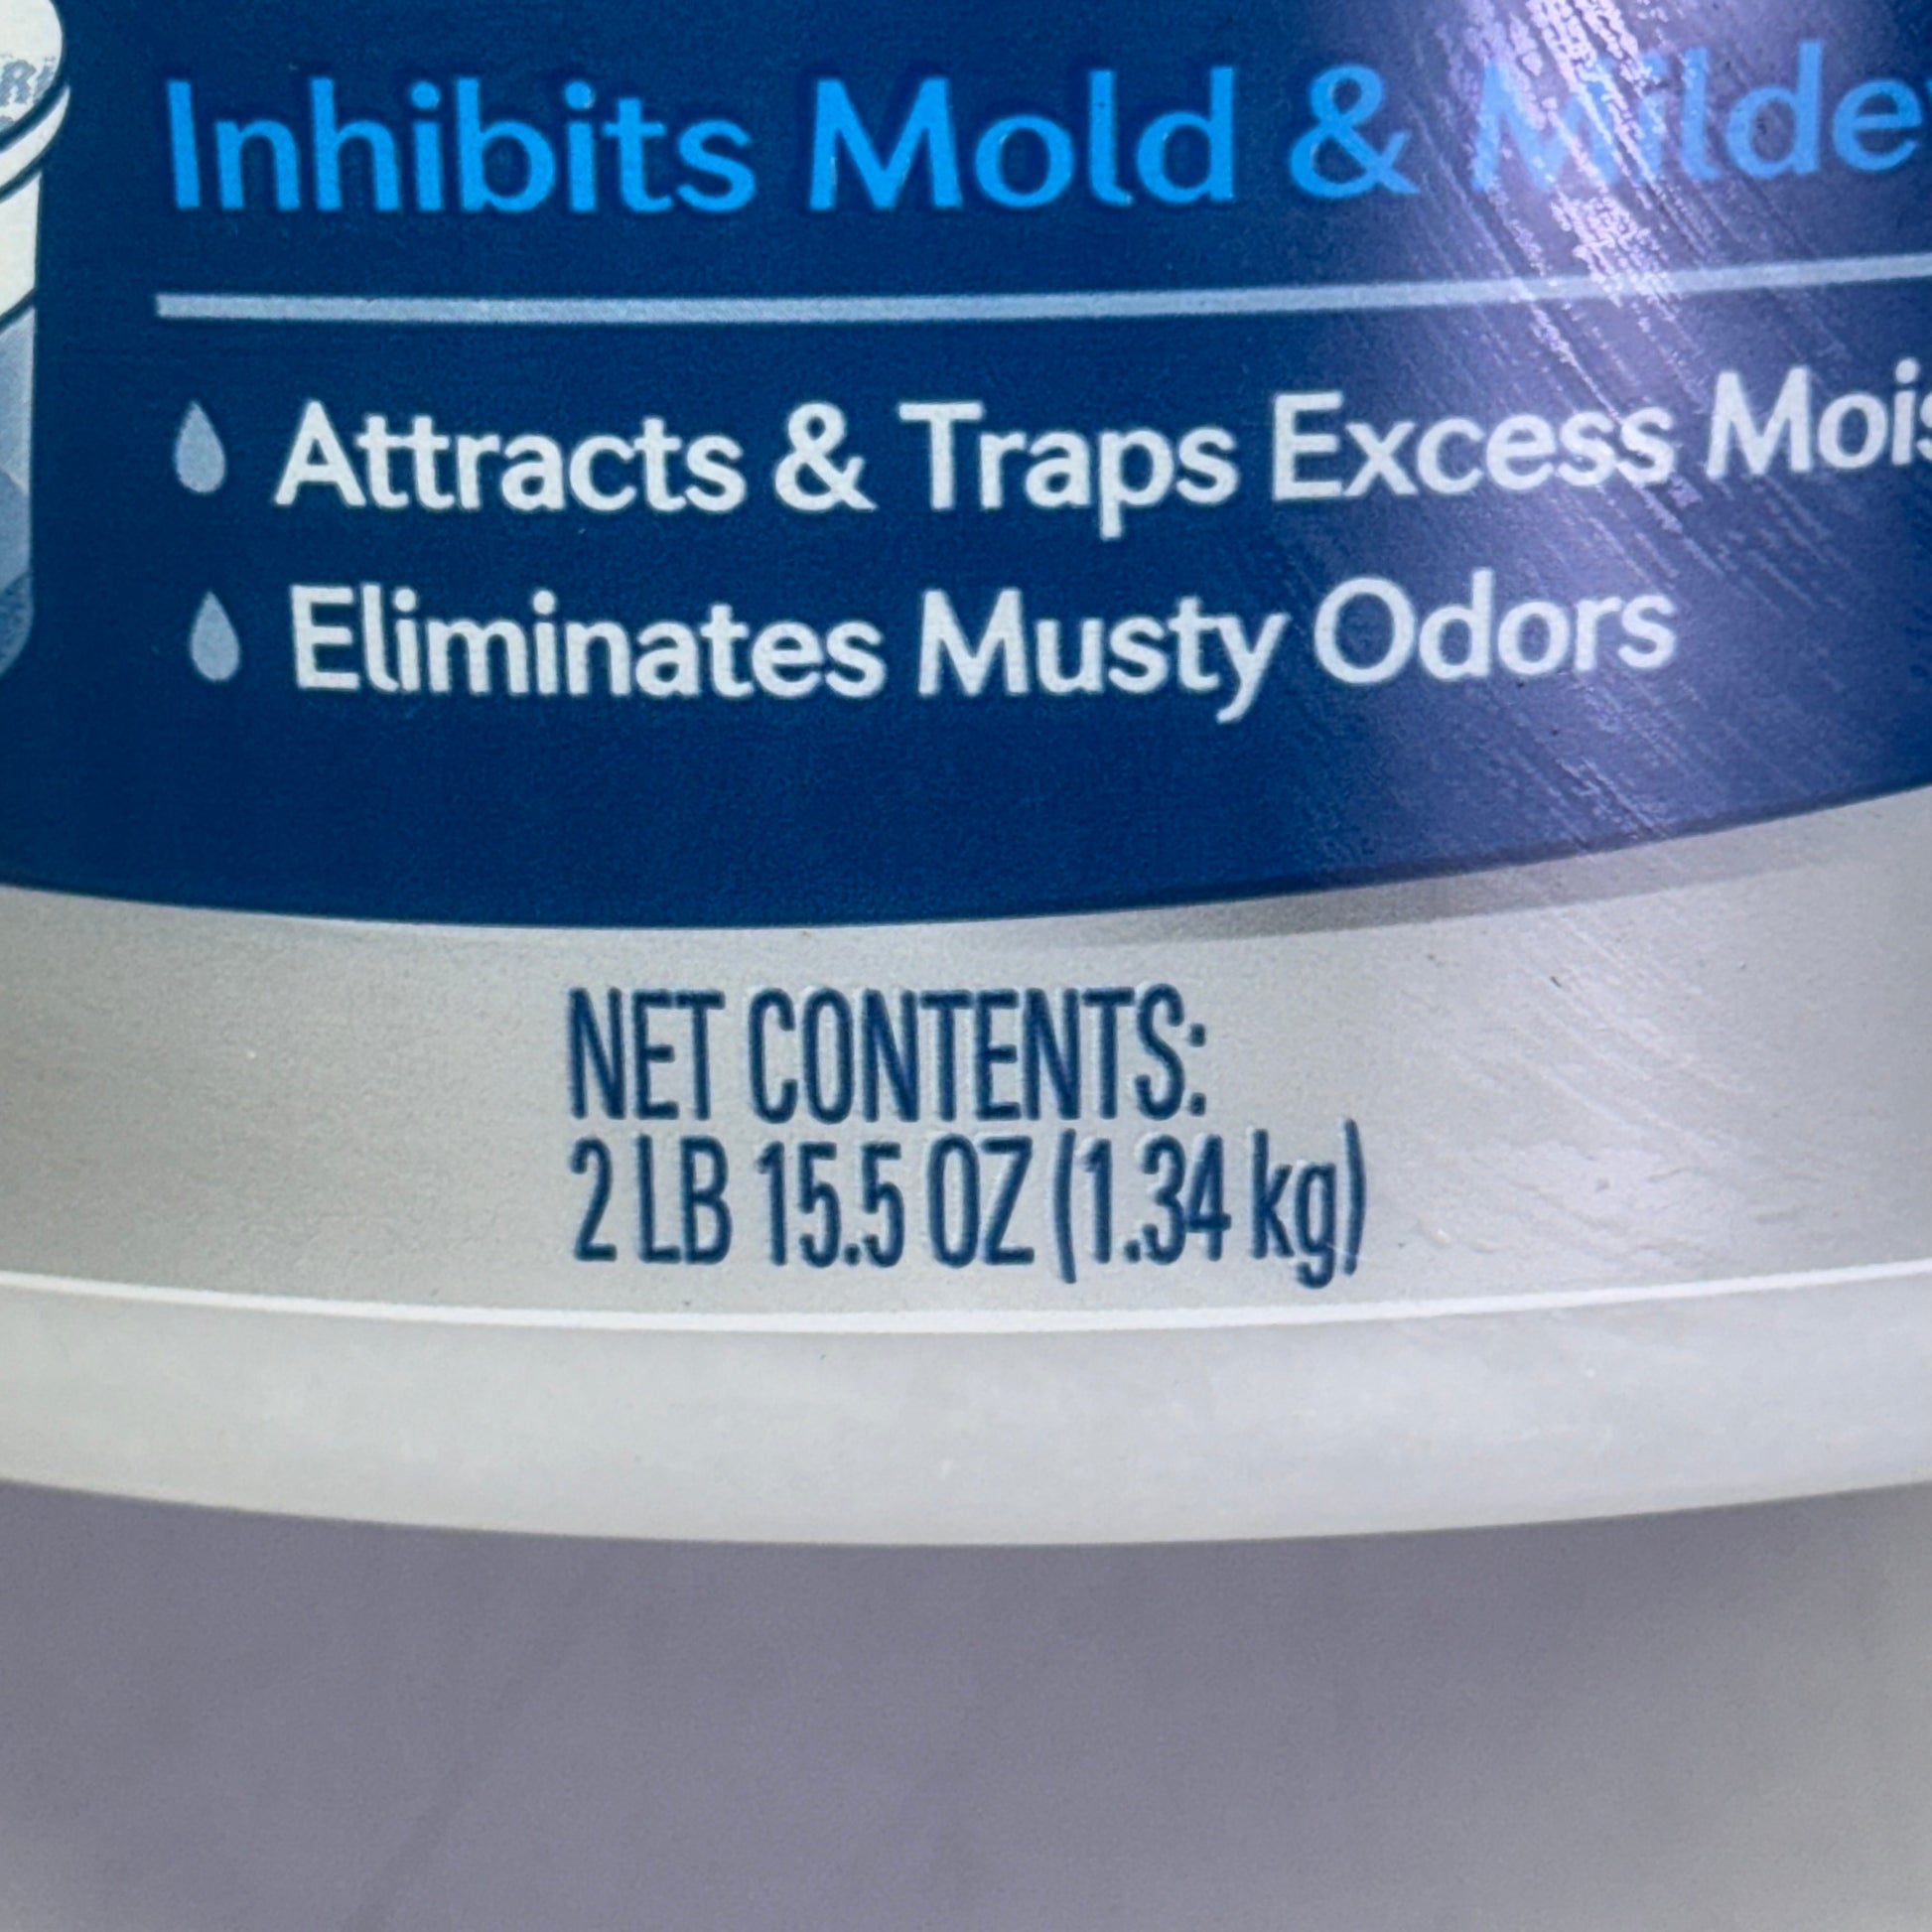 Inhibits Mold &
Attracts & Traps Excess
Eliminates Musty Odors
NET CONTENTS:
2 LB 15.5 OZ (1.34 kg)